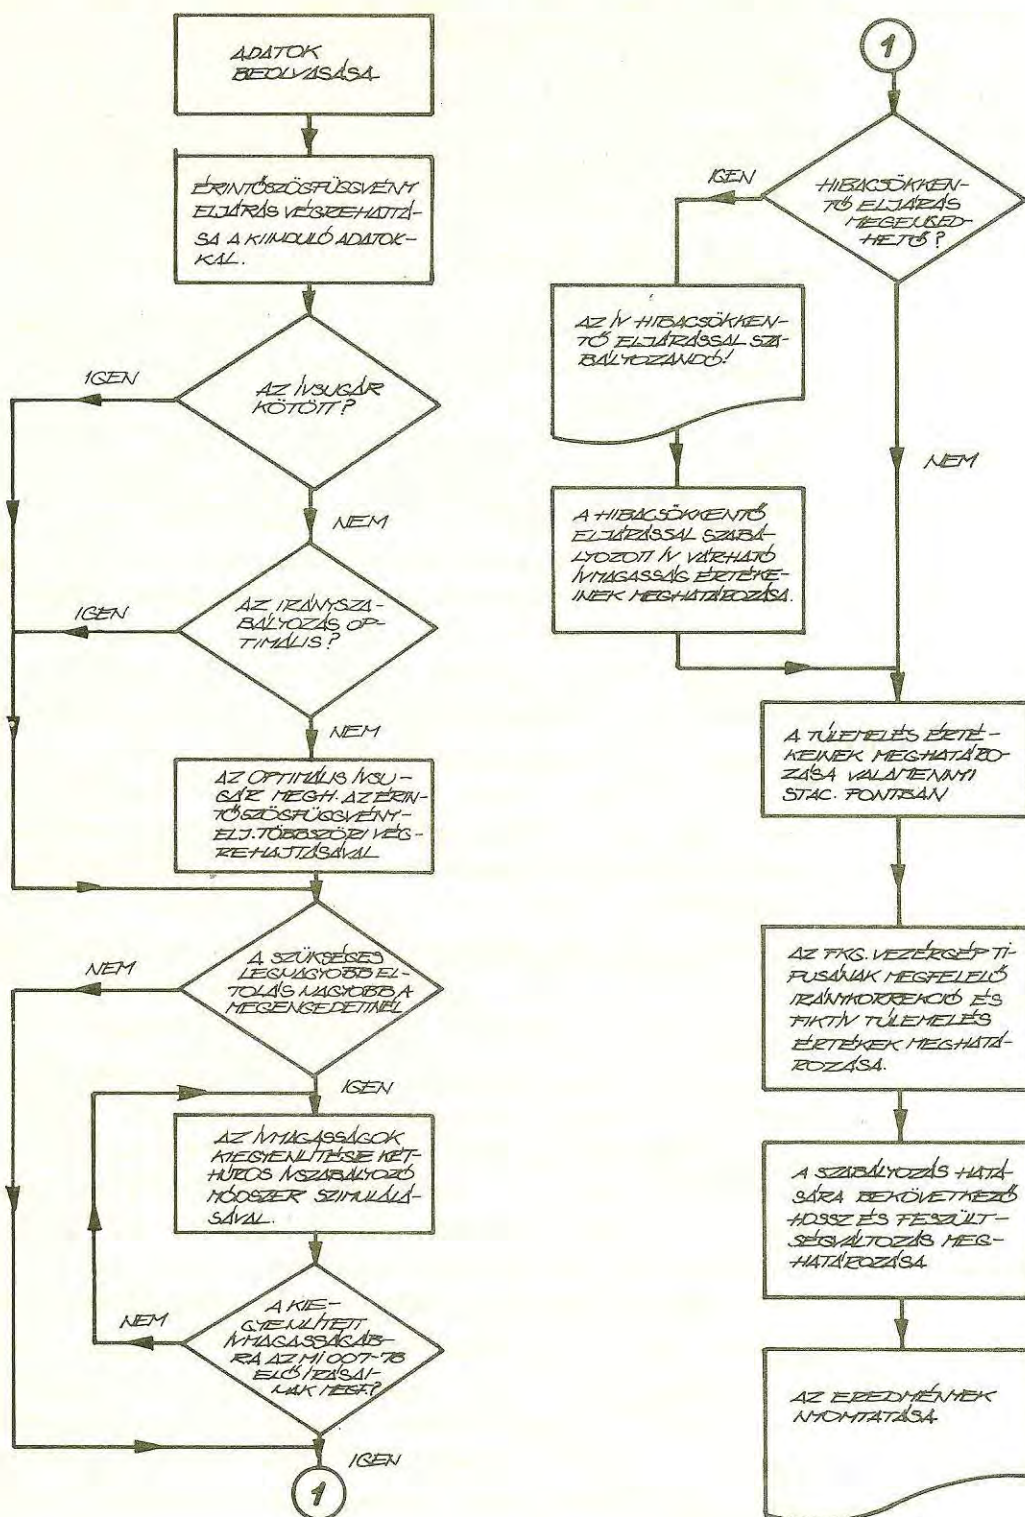 ADATOK
BEOLVASÁSA
ÉRINTŐSZÖGFÜGGVÉNY
ELJÁRÁS VÉGREHAJTÁ-
SA A KIINDULÓ ADATOK-
KAL.
IGEN
AZ ÍVSUGÁR
KÖTÖTT?
NEM
IGEN
AZ IRÁNYSZA-
BÁLYOZÁS OP-
TIMÁLIS?
NEM
AZ OPTIMÁLIS ÍVSU-
GÁR MEGH. AZ ÉRIN-
TŐSZÖGFÜGGVÉNY-
ELJ. TÖBBSZÖRI VÉG-
REHAJTÁSÁVAL
NEM
A SZÜKSÉGES
LEGNAGYOBB EL-
TOLÁS NAGYOBB A
MEGENGEDETTNÉL
IGEN
AZ ÍVMAGASSÁGOK
KIEGYENLÍTÉSE KÉT-
HÚROS ÍVSZABÁLYOZÓ
MÓDSZER SZIMULÁLÁ-
SÁVAL.
NEM
A KIE-
GYENLÍTETT
ÍVMAGASSÁGÁB-
RA AZ MI 007-78
ELŐÍRÁSAI-
NAK MEGF.?
IGEN
1
1
IGEN
HIBACSÖKKEN-
TŐ ELJÁRÁS
MEGENGED-
HETŐ?
AZ ÍV HIBACSÖKKEN-
TŐ ELJÁRÁSSAL SZA-
BÁLYOZANDÓ!
NEM
A HIBACSÖKKENTŐ
ELJÁRÁSSAL SZABÁ-
LYOZOTT ÍV VÁRHATÓ
ÍVMAGASSÁG ÉRTÉKE-
INEK MEGHATÁROZÁSA.
A TÚLEMELÉS ÉRTÉ-
KEINEK MEGHATÁRO-
ZÁSA VALAMENNYI
STAC. PONTBAN
AZ FKG. VEZÉRGÉP TÍ-
PUSÁNAK MEGFELELŐ
IRÁNYKORREKCIÓ ÉS
FIKTÍV TÚLEMELÉS
ÉRTÉKEK MEGHATÁ-
ROZÁSA.
A SZABÁLYOZÁS HATÁ-
SÁRA BEKÖVETKEZŐ
HOSSZ ÉS FESZÜLT-
SÉGVÁLTOZÁS MEG-
HATÁROZÁSA
AZ EREDMÉNYEK
NYOMTATÁSA